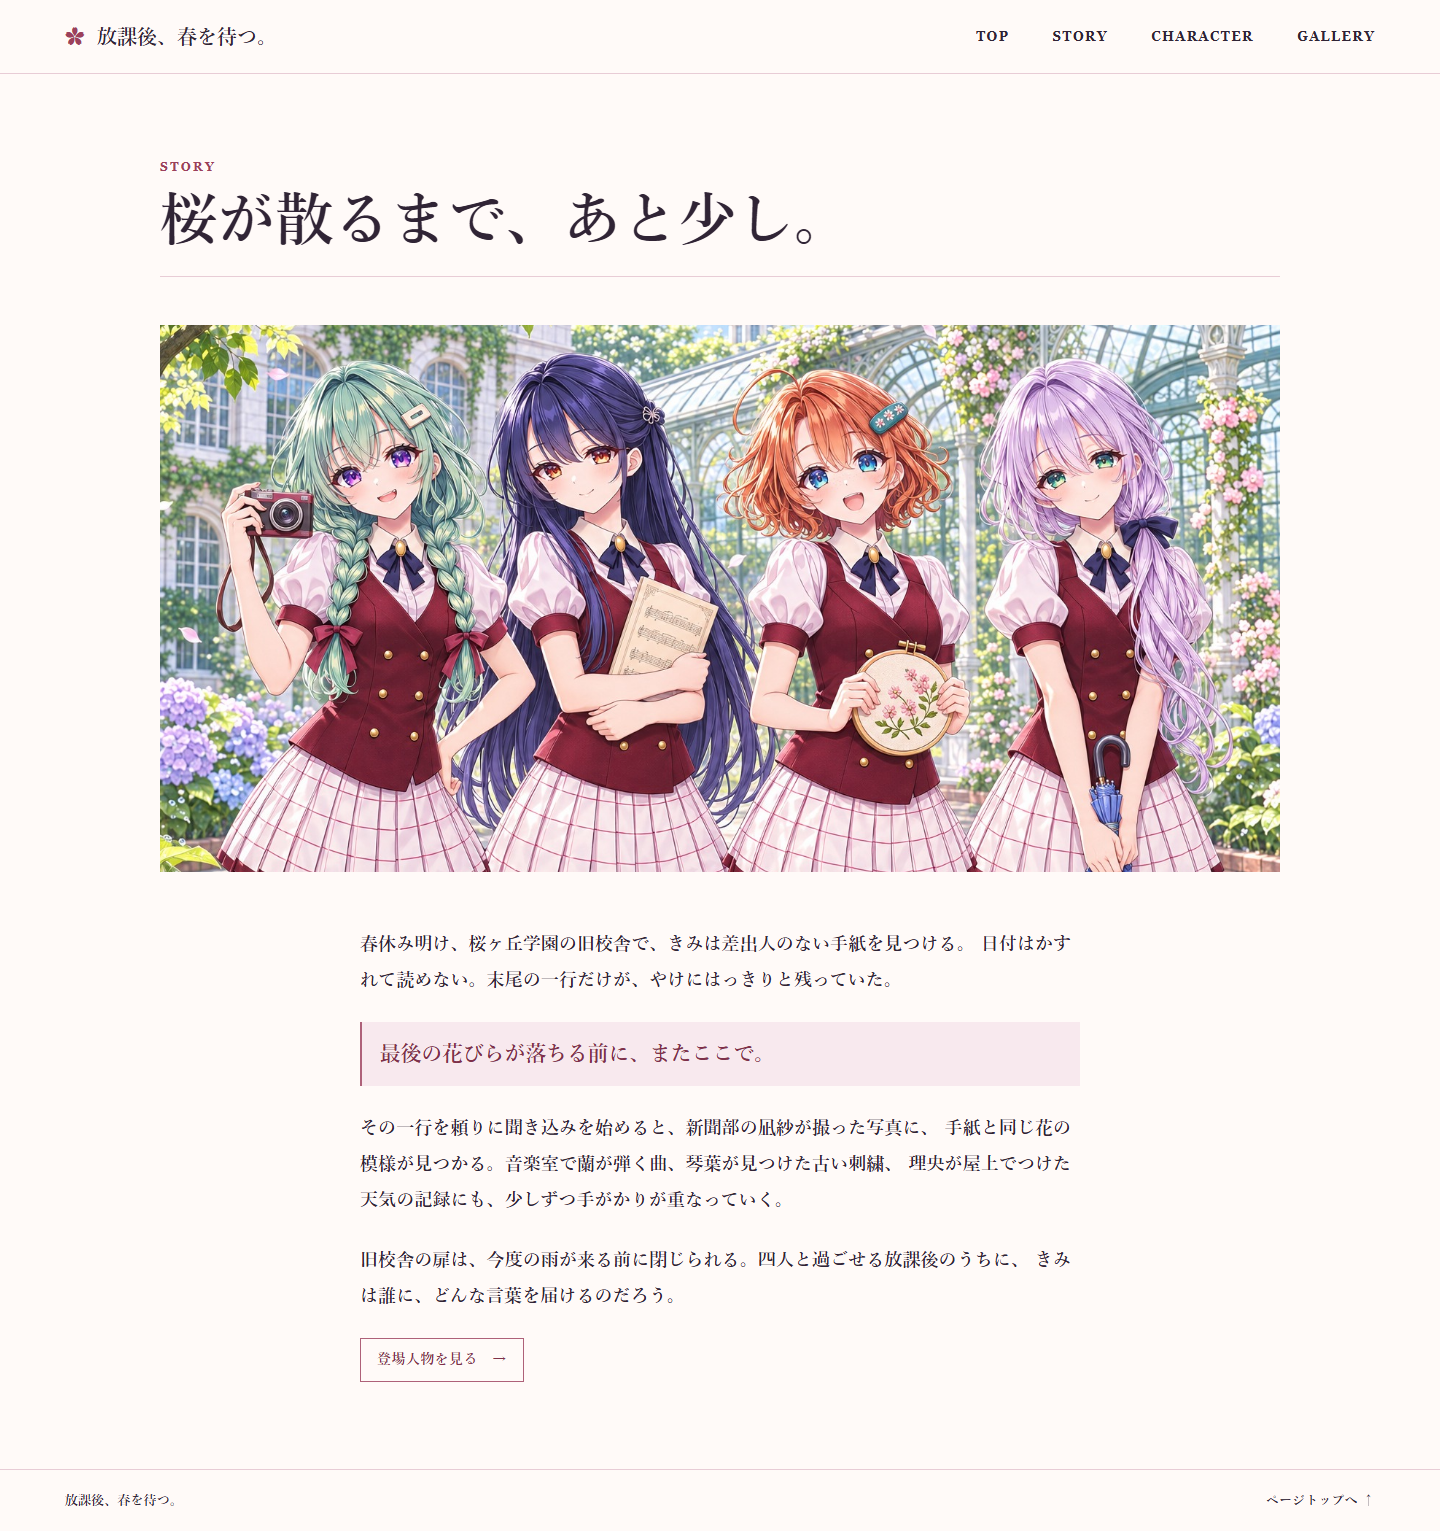 放課後、春を待つ。
TOP STORY CHARACTER GALLERY
STORY
桜が散るまで、あと少し。
春休み明け、桜ヶ丘学園の旧校舎で、きみは差出人のない手紙を見つける。 日付はかす
れて読めない。末尾の一行だけが、やけにはっきりと残っていた。
最後の花びらが落ちる前に、またここで。
その一行を頼りに聞き込みを始めると、新聞部の凪紗が撮った写真に、 手紙と同じ花の
模様が見つかる。音楽室で蘭が弾く曲、琴葉が見つけた古い刺繍、 理央が屋上でつけた
天気の記録にも、少しずつ手がかりが重なっていく。
旧校舎の扉は、今度の雨が来る前に閉じられる。四人と過ごせる放課後のうちに、 きみ
は誰に、どんな言葉を届けるのだろう。
登場人物を見る →
放課後、春を待つ。
ページトップへ ↑